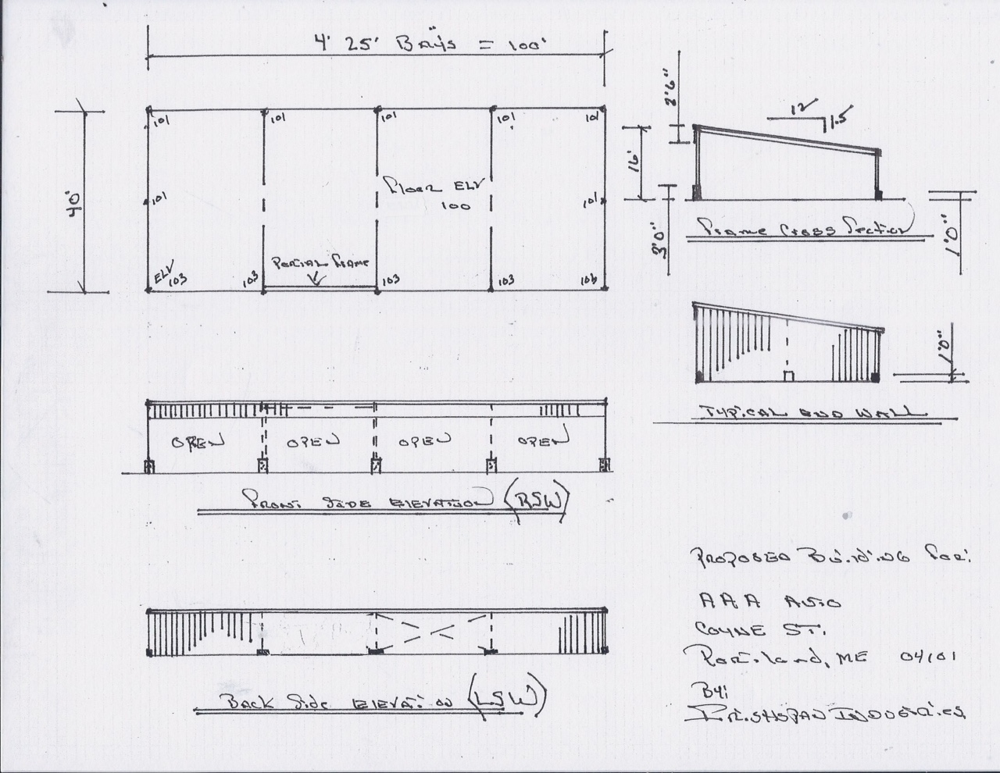 4' 25' BAYS = 100'
40'
101 101 101 101 101
101 FLOOR ELV 101
100
PARTIAL FRAME
ELV
103 103 103 103 103
2'6"
12
1.5
16'
3'0"
1'0"
FRAME CROSS SECTION
1'0"
TYPICAL END WALL
OPEN OPEN OPEN OPEN
FRONT SIDE ELEVATION (RSW)
BACK SIDE ELEVATION (LSW)
PROPOSED BUILDING FOR:
AAA AUTO
COYNE ST.
PORTLAND, ME 04101
BY:
INDUSTRIES